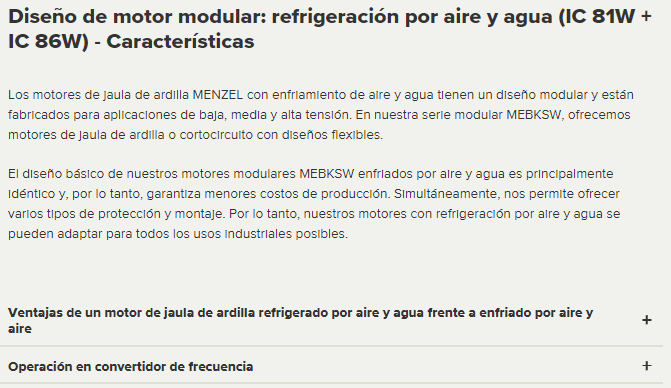 Diseño de motor modular: refrigeración por aire y agua (IC 81W +
IC 86W) - Características
Los motores de jaula de ardilla MENZEL con enfriamiento de aire y agua tienen un diseño modular y están
fabricados para aplicaciones de baja, media y alta tensión. En nuestra serie modular MEBKSW, ofrecemos
motores de jaula de ardilla o cortocircuito con diseños flexibles.
El diseño básico de nuestros motores modulares MEBKSW enfriados por aire y agua es principalmente
idéntico y, por lo tanto, garantiza menores costos de producción. Simultáneamente, nos permite ofrecer
varios tipos de protección y montaje. Por lo tanto, nuestros motores con refrigeración por aire y agua se
pueden adaptar para todos los usos industriales posibles.
Ventajas de un motor de jaula de ardilla refrigerado por aire y agua frente a enfriado por aire y
aire +
Operación en convertidor de frecuencia +